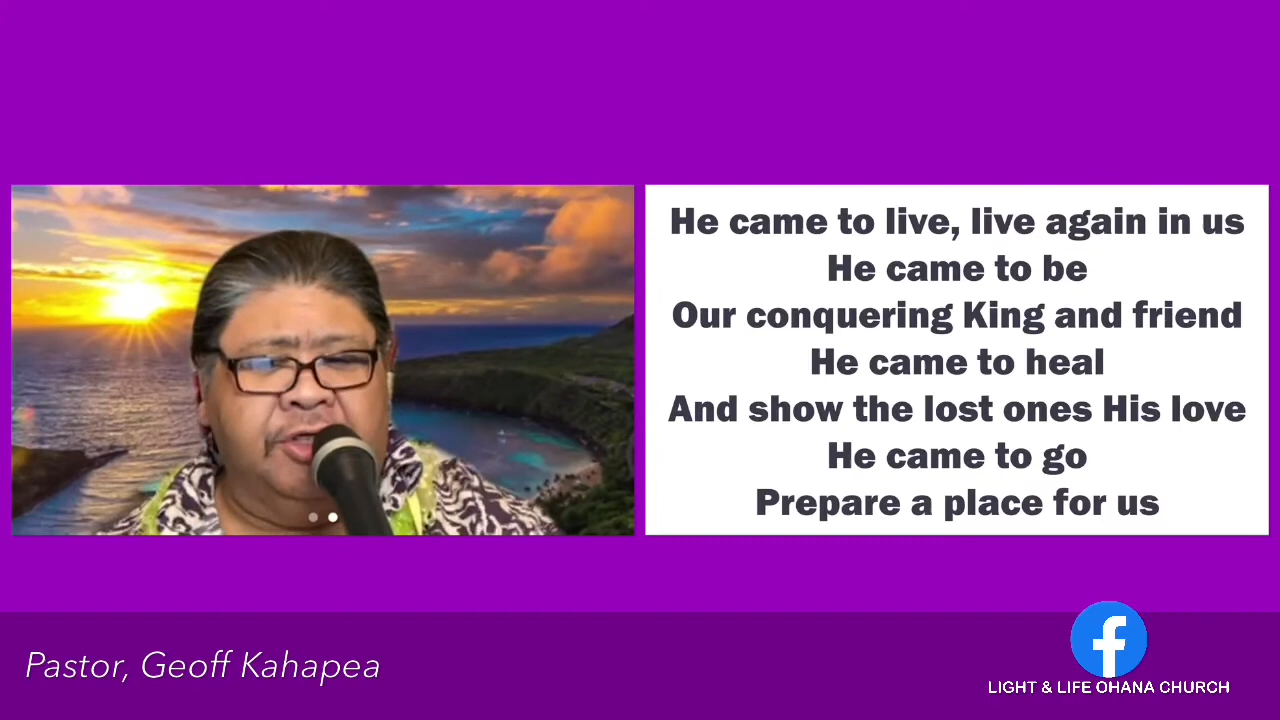 He came to live, live again in us
He came to be
Our conquering King and friend
He came to heal
And show the lost ones His love
He came to go
Prepare a place for us
Pastor, Geoff Kahapea
LIGHT & LIFE OHANA CHURCH